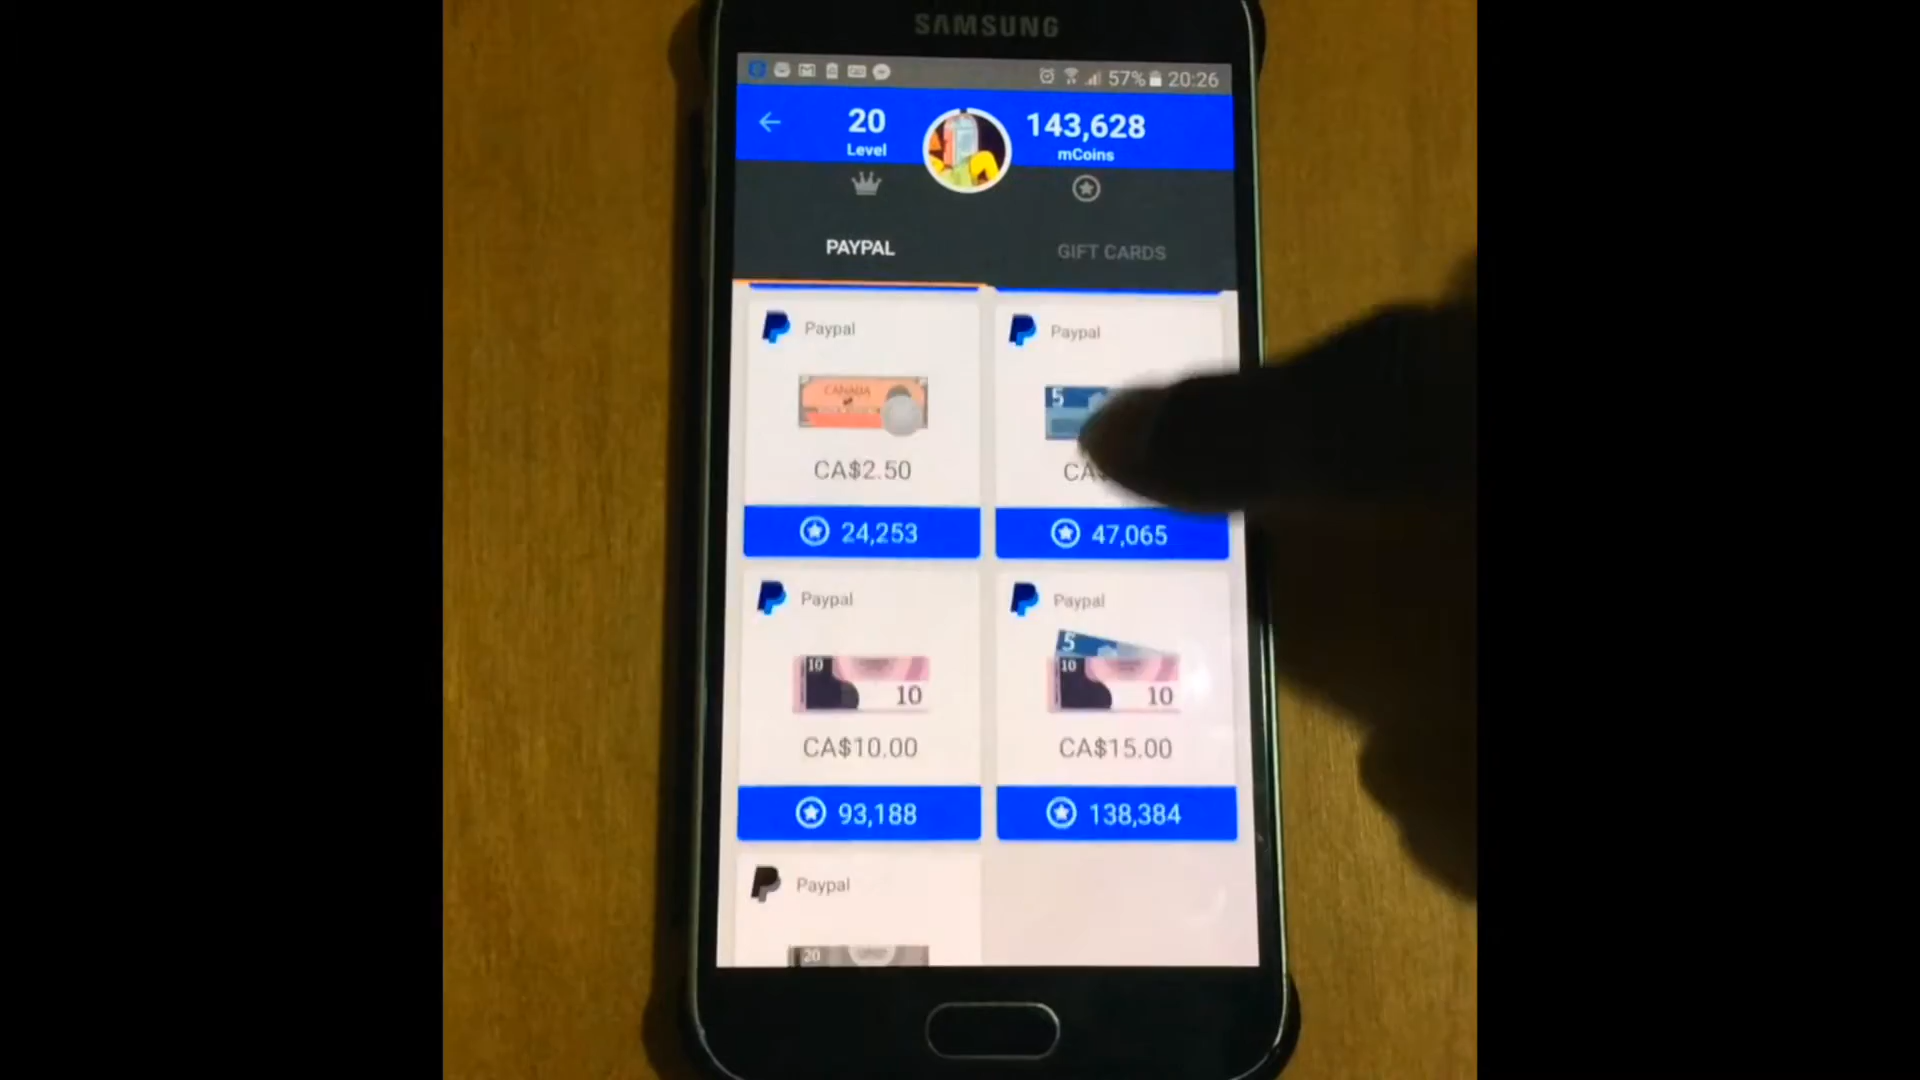 SAMSUNG
57% 20:26
20
Level
143,628
mCoins
PAYPAL
GIFT CARDS
Paypal
Paypal
CANADA
5
CA$2.50
CA$
24,253
47,065
Paypal
Paypal
5
10
10
10
10
CA$10.00
CA$15.00
93,188
138,384
Paypal
20